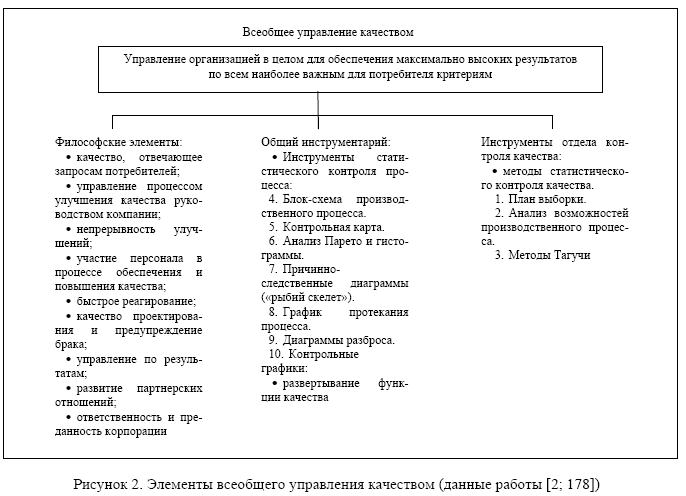 Всеобщее управление качеством
Управление организацией в целом для обеспечения максимально высоких результатов
по всем наиболее важным для потребителя критериям
Философские элементы:
• качество, отвечающее
запросам потребителей;
• управление процессом
улучшения качества руко-
водством компании;
• непрерывность улуч-
шений;
• участие персонала в
процессе обеспечения и
повышения качества;
• быстрое реагирование;
• качество проектирова-
ния и предупреждение
брака;
• управление по резуль-
татам;
• развитие партнерских
отношений;
• ответственность и пре-
данность корпорации
Общий инструментарий:
• Инструменты стати-
стического контроля про-
цесса:
4. Блок-схема производ-
ственного процесса.
5. Контрольная карта.
6. Анализ Парето и гисто-
граммы.
7. Причинно-
следственные диаграммы
(«рыбий скелет»).
8. График протекания
процесса.
9. Диаграммы разброса.
10. Контрольные
графики:
• развертывание функ-
ции качества
Инструменты отдела кон-
троля качества:
• методы статистическо-
го контроля качества.
1. План выборки.
2. Анализ возможностей
производственного процес-
са.
3. Методы Тагучи
Рисунок 2. Элементы всеобщего управления качеством (данные работы [2; 178])